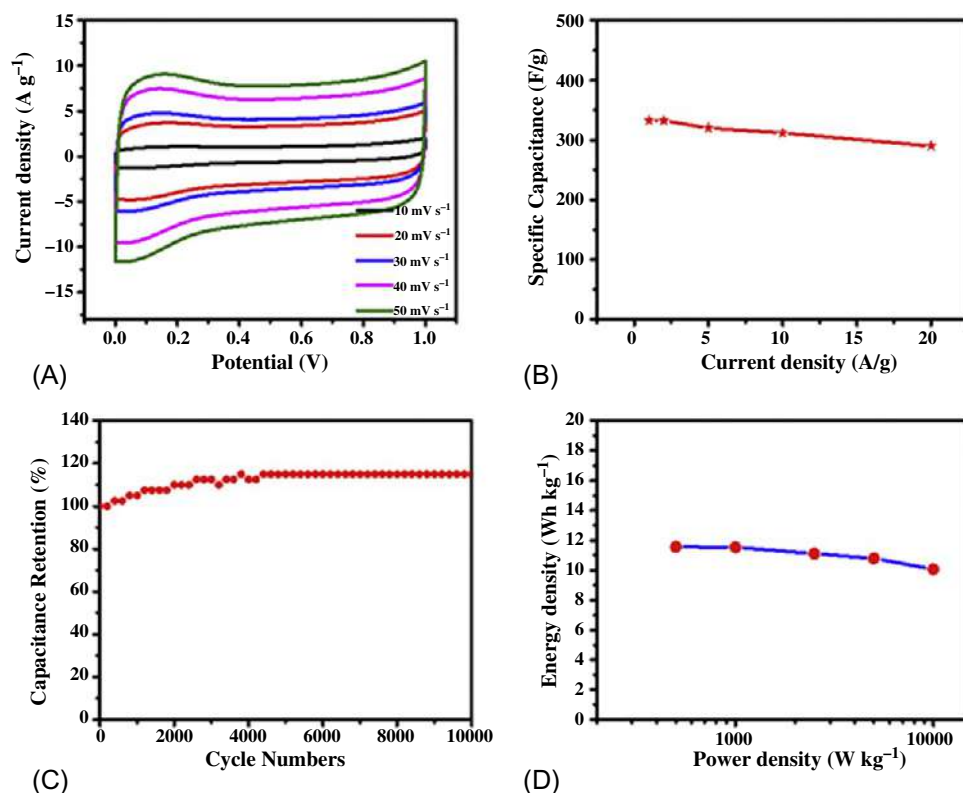 15
10
5
0
−5
−10
−15
Current density (A g⁻¹)
10 mV s⁻¹
20 mV s⁻¹
30 mV s⁻¹
40 mV s⁻¹
50 mV s⁻¹
0.0 0.2 0.4 0.6 0.8 1.0
Potential (V)
(A)
500
400
300
200
100
0
Specific Capacitance (F/g)
0 5 10 15 20
Current density (A/g)
(B)
140
120
100
80
60
40
20
0
Capacitance Retention (%)
0 2000 4000 6000 8000 10000
Cycle Numbers
(C)
20
18
16
14
12
10
8
6
4
2
0
Energy density (Wh kg⁻¹)
1000 10000
Power density (W kg⁻¹)
(D)